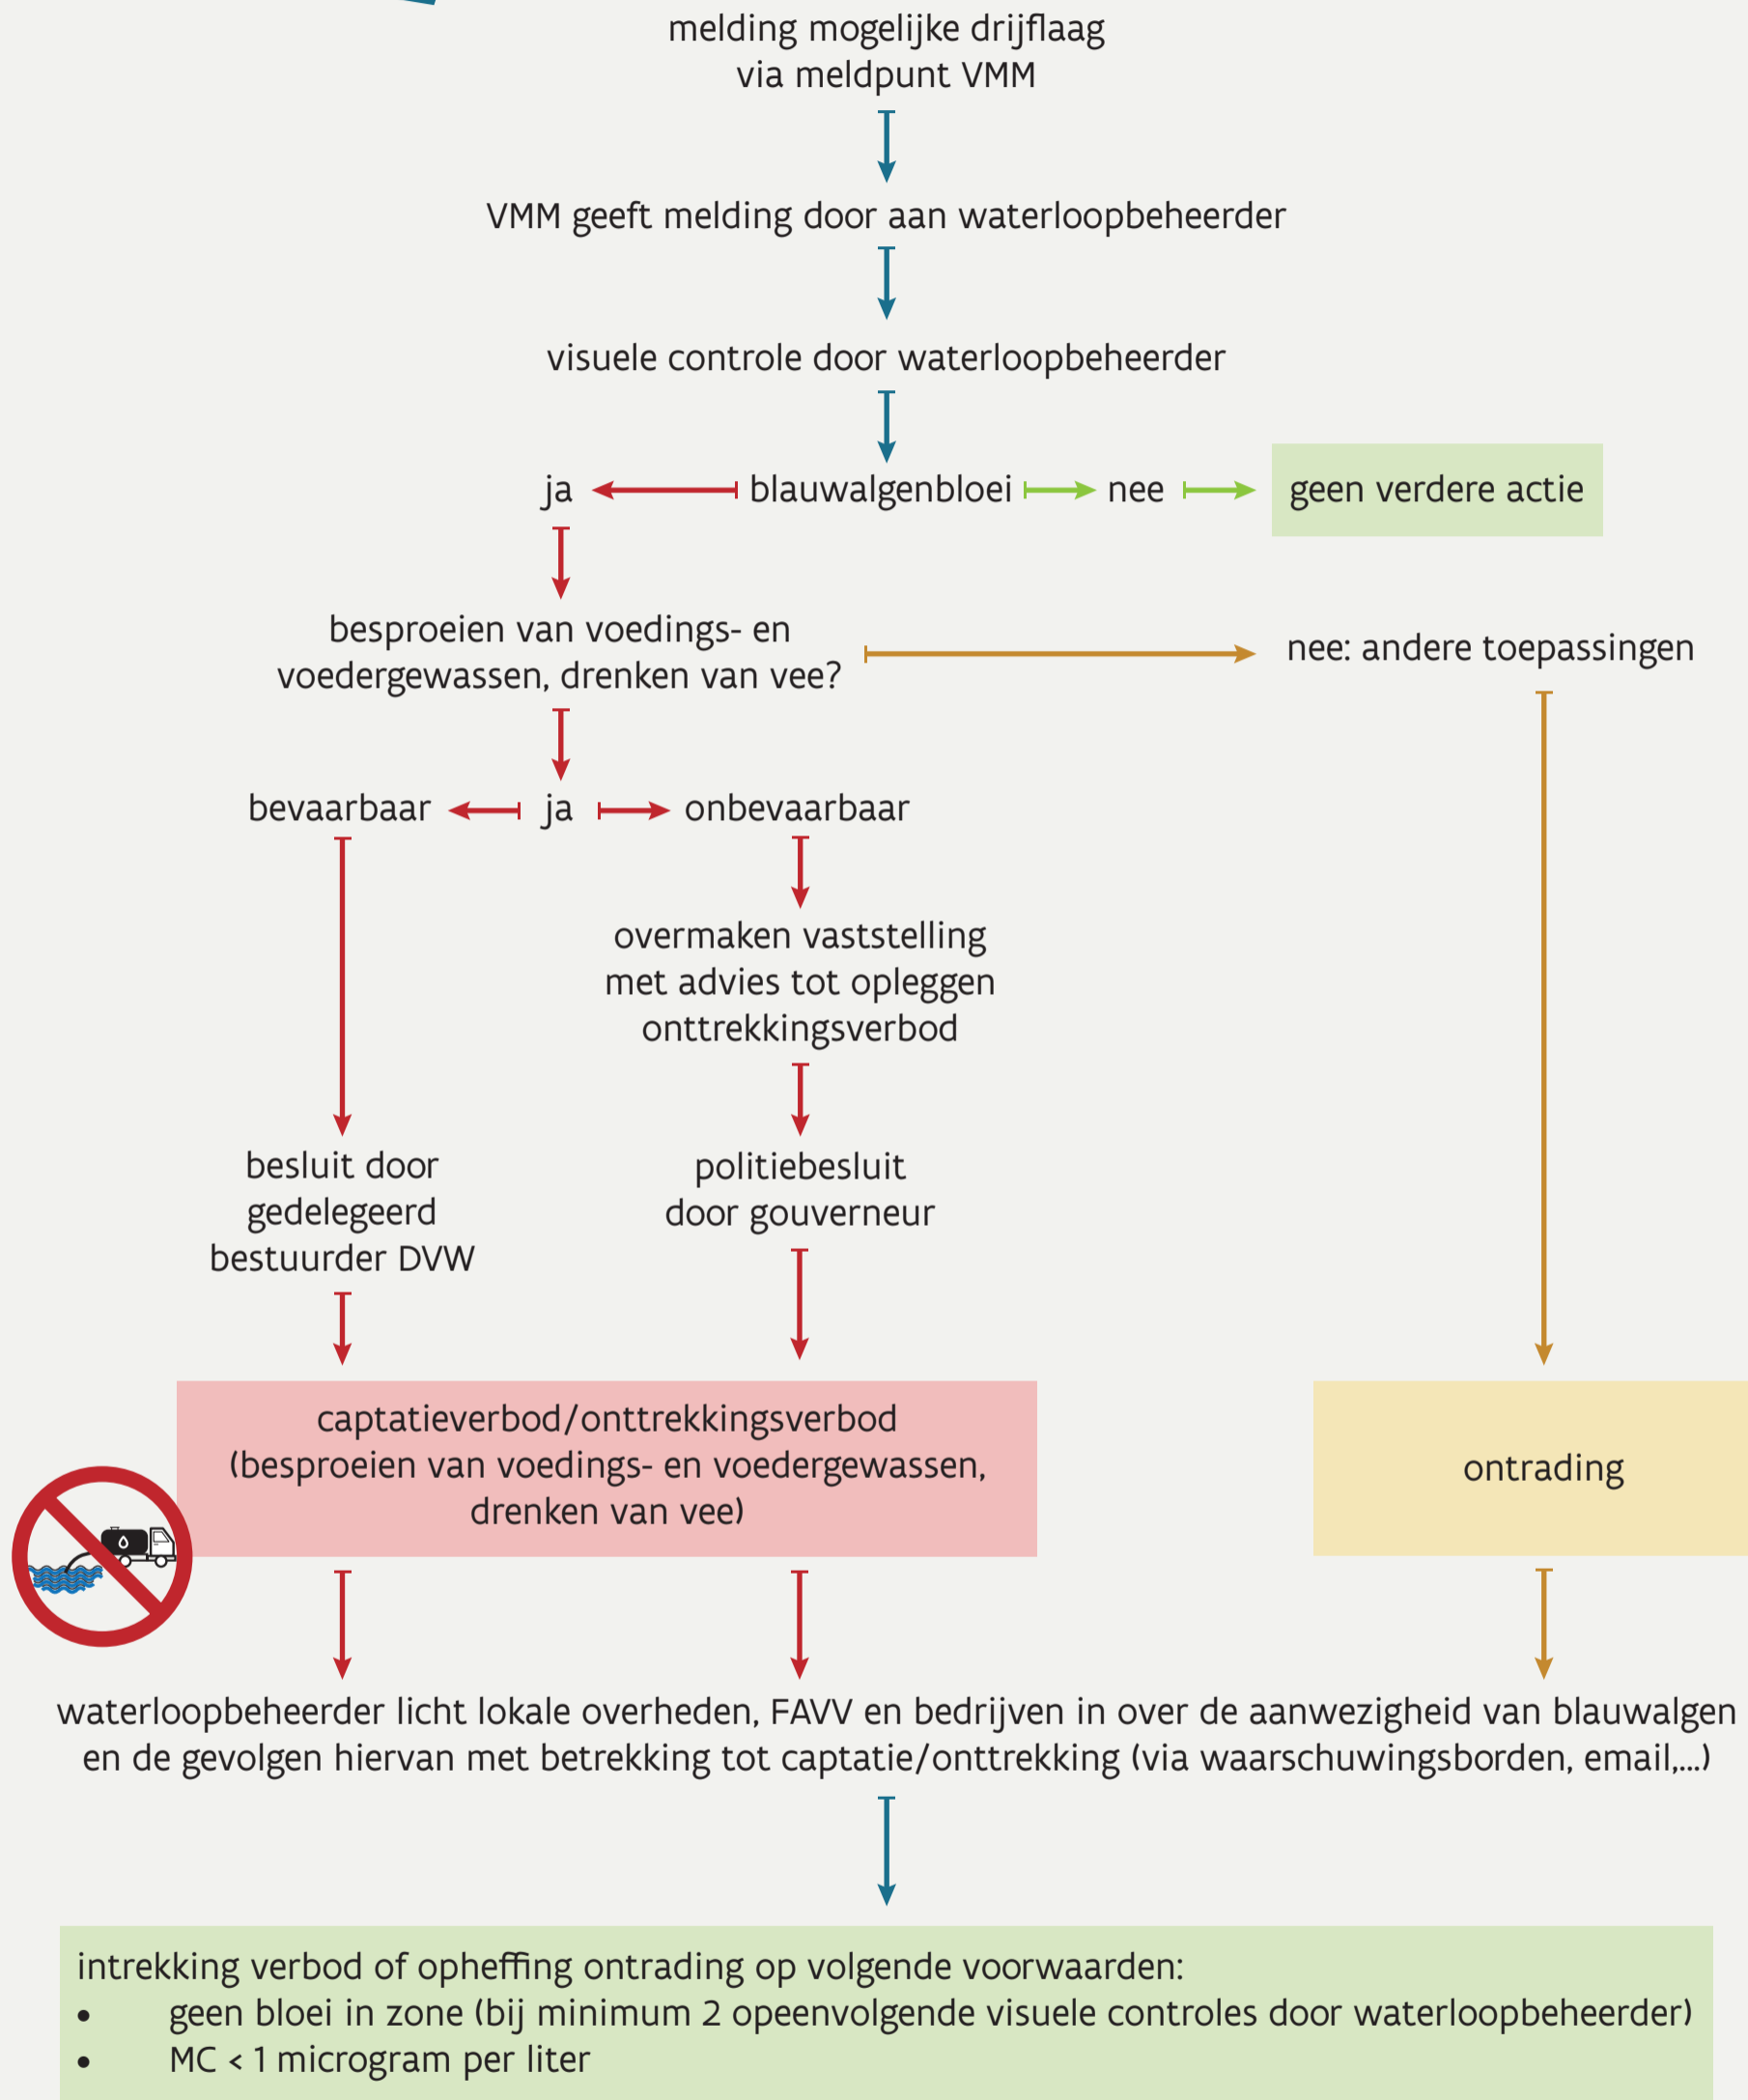 melding mogelijke drijflaag
via meldpunt VMM
VMM geeft melding door aan waterloopbeheerder
visuele controle door waterloopbeheerder
ja
blauwalgenbloei
nee
geen verdere actie
besproeien van voedings- en
voedergewassen, drenken van vee?
nee: andere toepassingen
bevaarbaar
ja
onbevaarbaar
overmaken vaststelling
met advies tot opleggen
onttrekkingsverbod
besluit door
gedelegeerd
bestuurder DVW
politiebesluit
door gouverneur
captatieverbod/onttrekkingsverbod
(besproeien van voedings- en voedergewassen,
drenken van vee)
ontrading
waterloopbeheerder licht lokale overheden, FAVV en bedrijven in over de aanwezigheid van blauwalgen
en de gevolgen hiervan met betrekking tot captatie/onttrekking (via waarschuwingsborden, email,...)
intrekking verbod of opheffing ontrading op volgende voorwaarden:
• geen bloei in zone (bij minimum 2 opeenvolgende visuele controles door waterloopbeheerder)
• MC < 1 microgram per liter